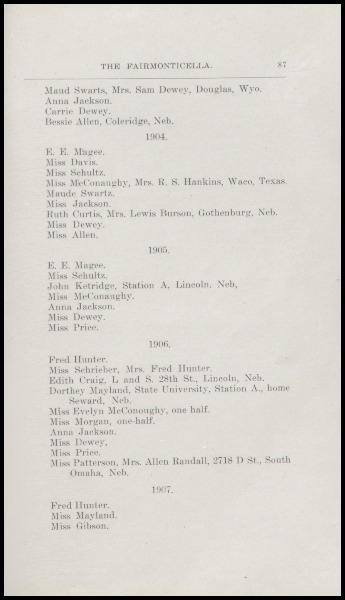 THE FAIRMONTICELLA. 87
Maud Swarts, Mrs. Sam Dewey, Douglas, Wyo.
Anna Jackson.
Carrie Dewey.
Bessie Allen, Coleridge, Neb.
1904.
E. E. Magee.
Miss Davis.
Miss Schultz.
Miss McConaughy, Mrs. R. S. Hankins, Waco, Texas.
Maude Swartz.
Miss Jackson.
Ruth Curtis, Mrs. Lewis Burson, Gothenburg, Neb.
Miss Dewey.
Miss Allen.
1905.
E. E. Magee.
Miss Schultz.
John Ketridge, Station A, Lincoln, Neb,
Miss McConaughy.
Anna Jackson.
Miss Dewey.
Miss Price.
1906.
Fred Hunter.
Miss Schrieber, Mrs. Fred Hunter.
Edith Craig, L and S. 28th St., Lincoln, Neb.
Dorthey Mayland, State University, Station A., home
Seward, Neb.
Miss Evelyn McConoughy, one half.
Miss Morgan, one-half.
Anna Jackson.
Miss Dewey,
Miss Price.
Miss Patterson, Mrs. Allen Randall, 2718 D St., South
Omaha, Neb.
1907.
Fred Hunter.
Miss Mayland.
Miss Gibson.